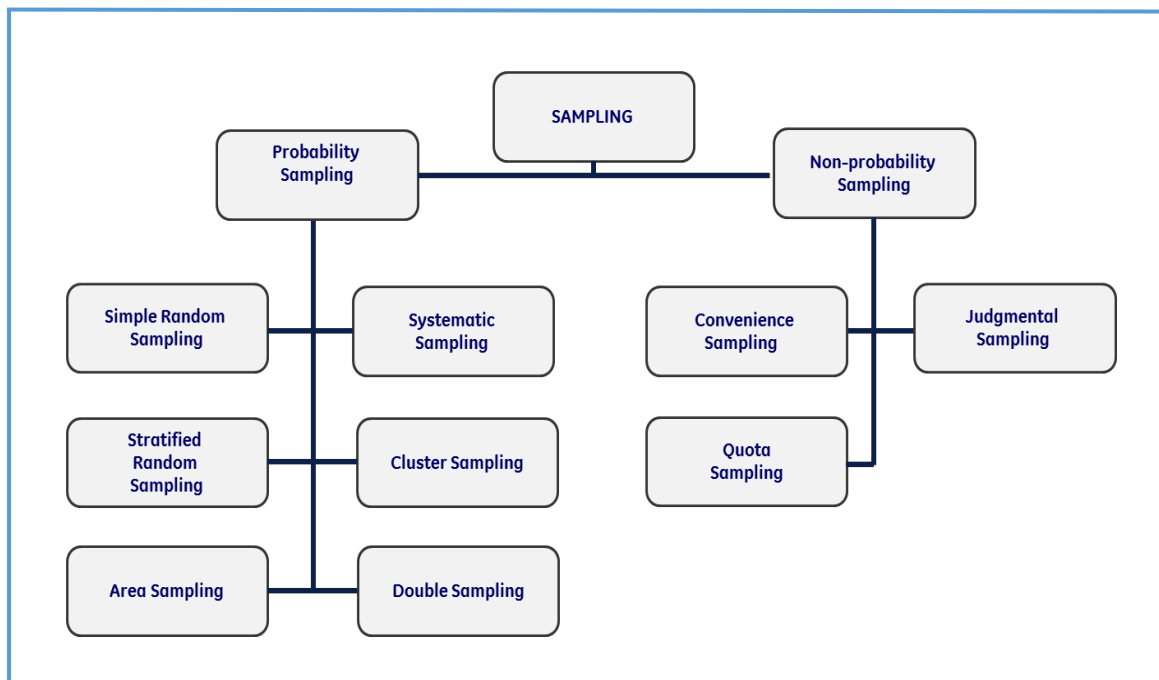 SAMPLING
Probability
Sampling
Non-probability
Sampling
Simple Random
Sampling
Systematic
Sampling
Convenience
Sampling
Judgmental
Sampling
Stratified
Random
Sampling
Cluster Sampling
Quota
Sampling
Area Sampling
Double Sampling